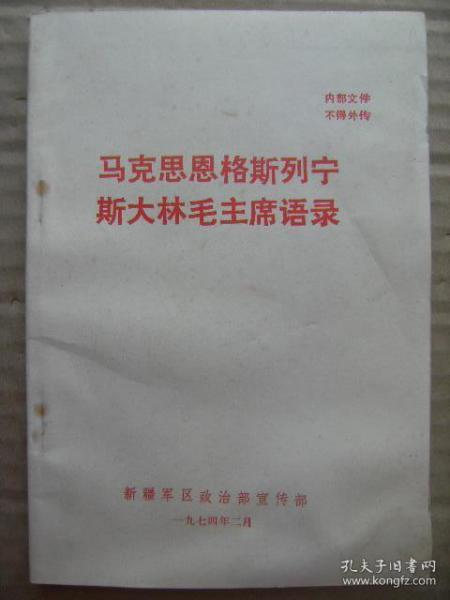 内部文件
不得外传
马克思恩格斯列宁
斯大林毛主席语录
新疆军区政治部宣传部
一九七四年二月
孔夫子旧书网
www.kongfz.com